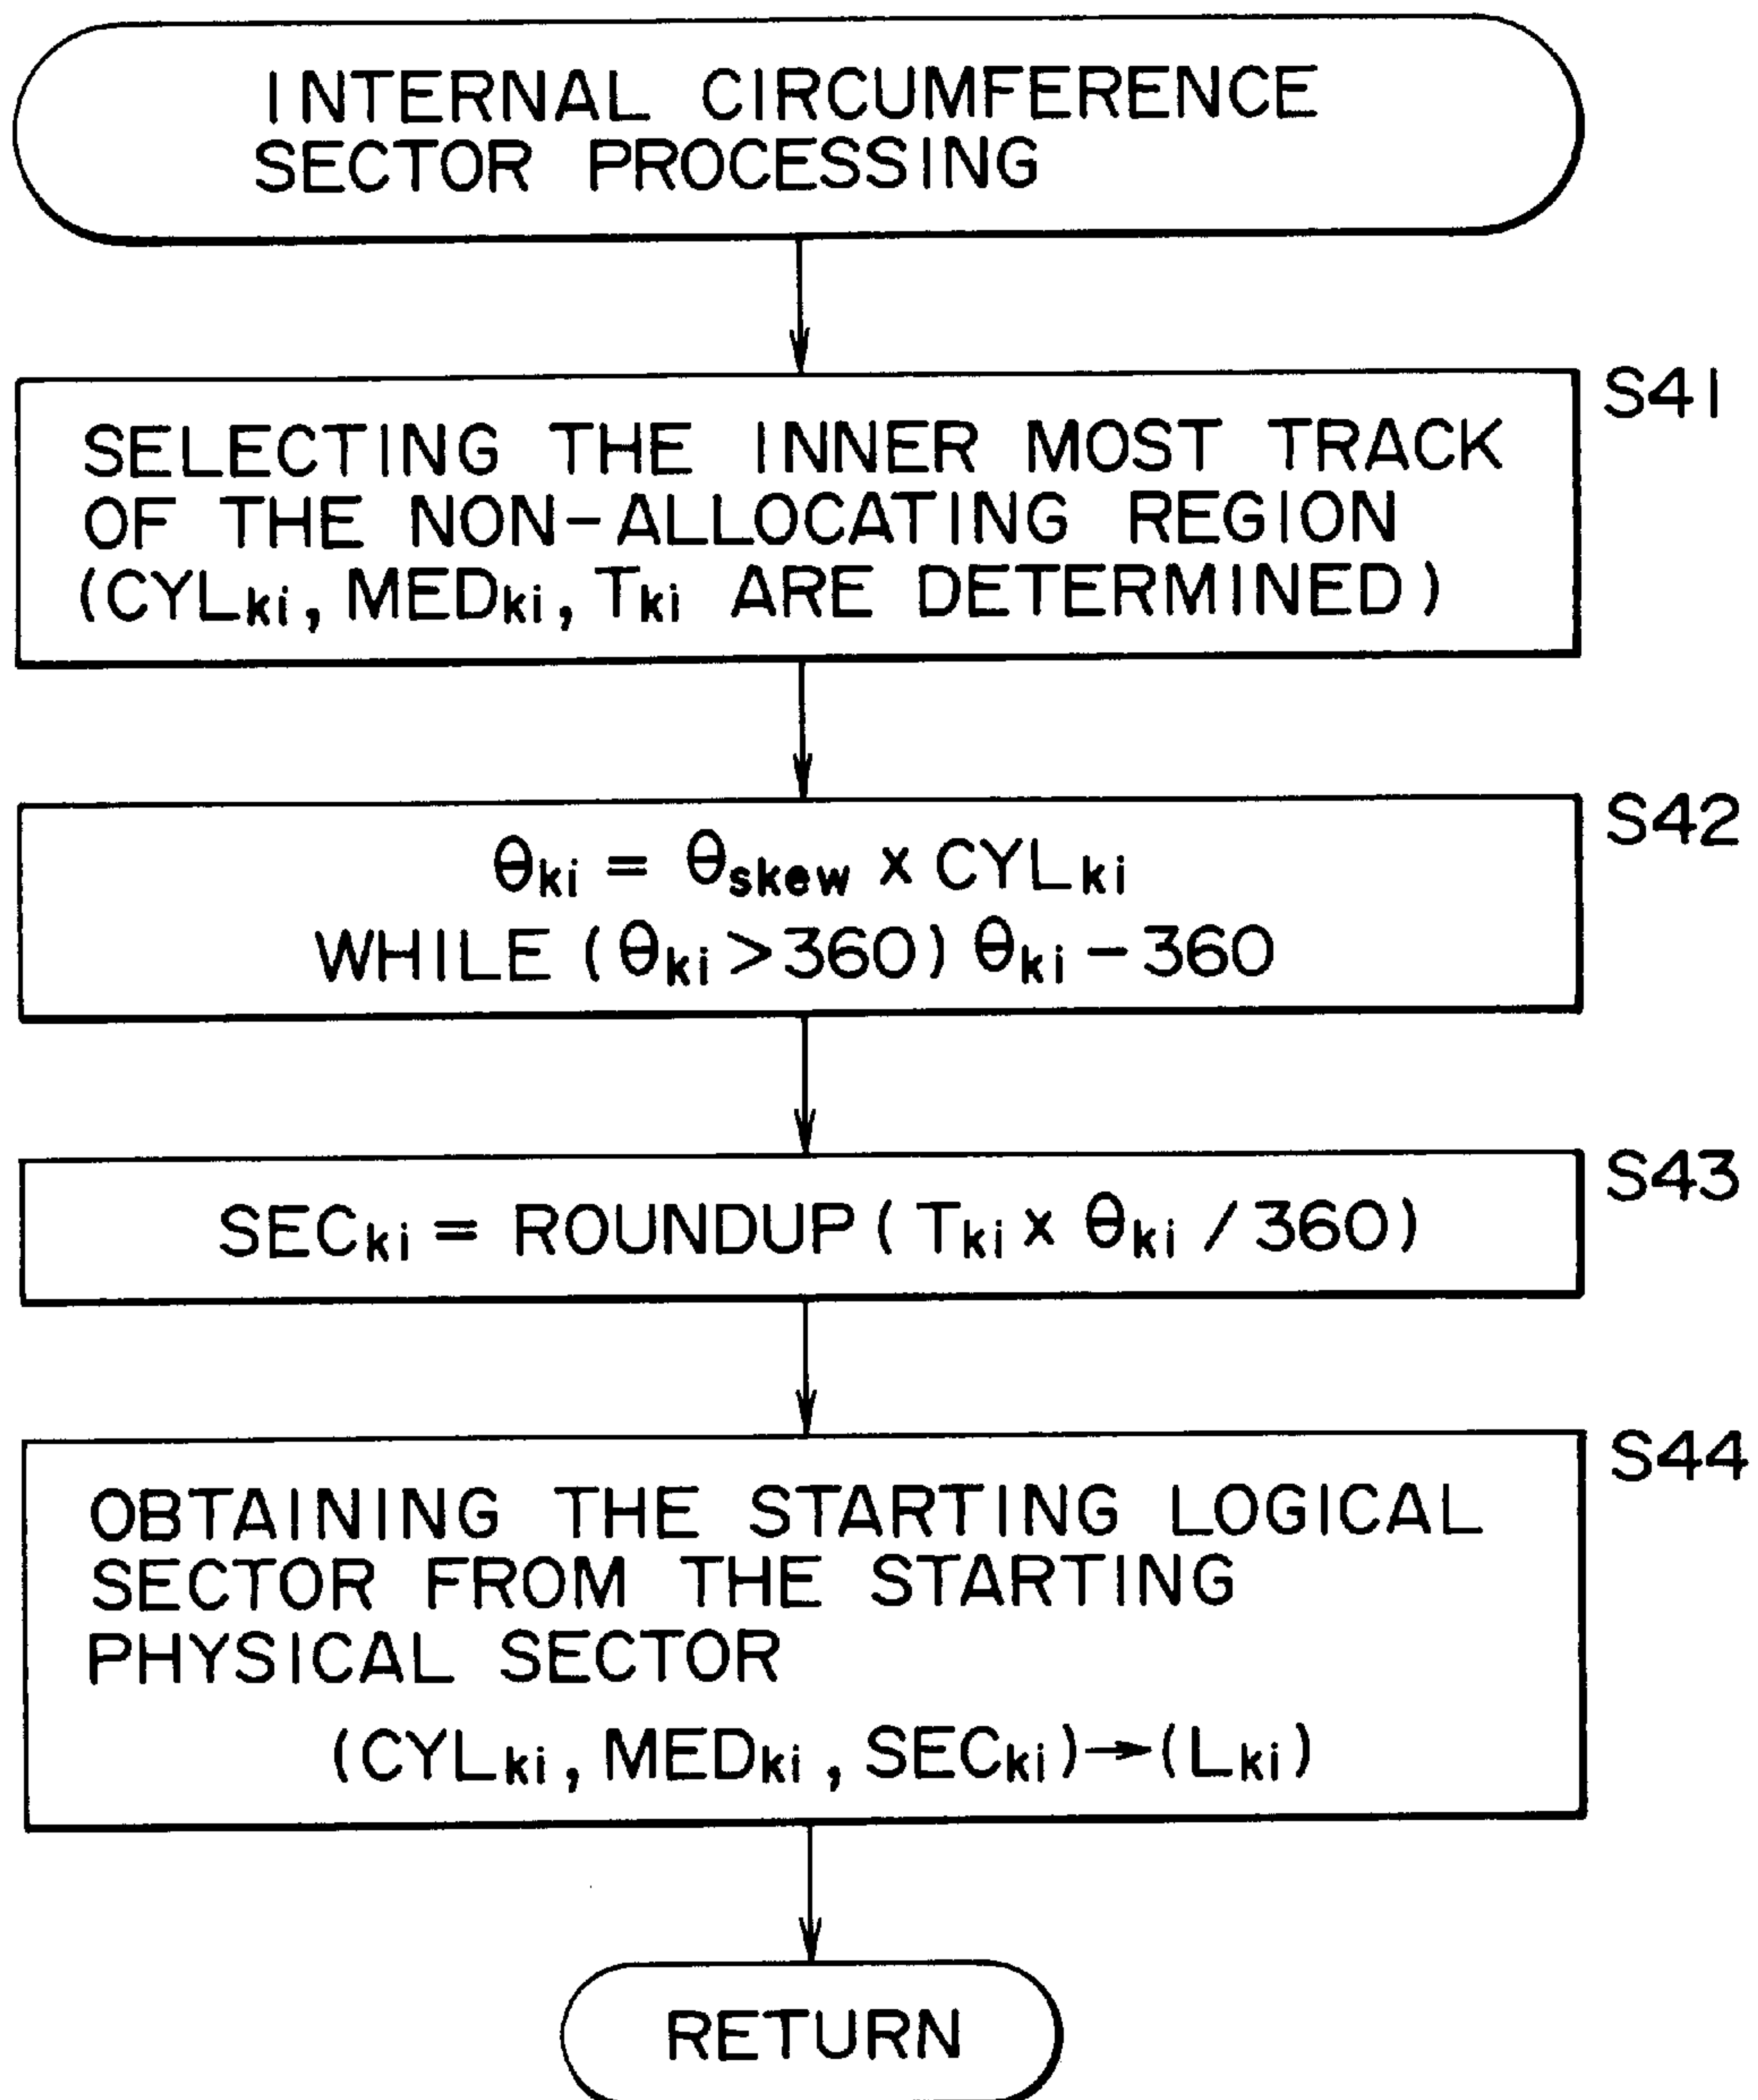 INTERNAL CIRCUMFERENCE
SECTOR PROCESSING
S41
SELECTING THE INNER MOST TRACK
OF THE NON-ALLOCATING REGION
(CYLki, MEDki, Tki ARE DETERMINED)
S42
θki = θskew x CYLki
WHILE (θki>360) θki-360
S43
SECki = ROUNDUP(Tki x θki /360)
S44
OBTAINING THE STARTING LOGICAL
SECTOR FROM THE STARTING
PHYSICAL SECTOR
(CYLki, MEDki, SECki)→(Lki)
RETURN